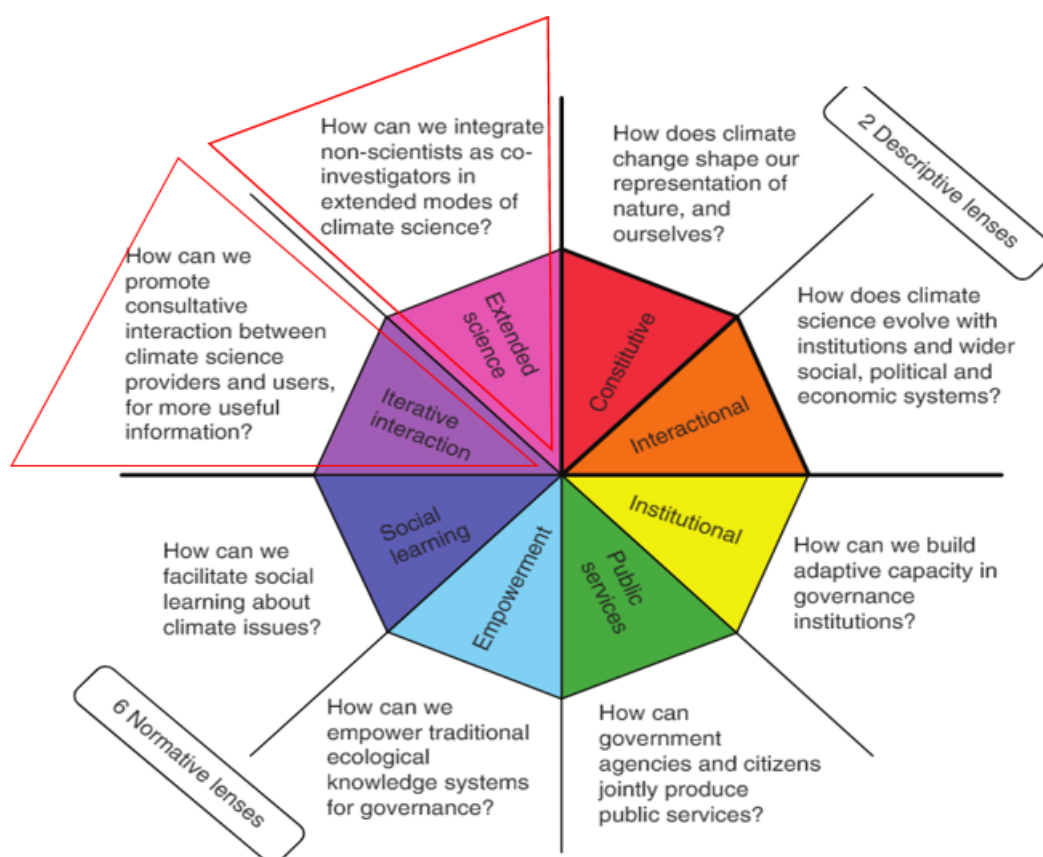 How can we integrate
non-scientists as co-
investigators in
extended modes of
climate science?
How does climate
change shape our
representation of
nature, and
ourselves?
2 Descriptive lenses
How can we
promote
consultative
interaction between
climate science
providers and users,
for more useful
information?
Extended
science
Constitutive
How does climate
science evolve with
institutions and wider
social, political and
economic systems?
Iterative
interaction
Interactional
Social
learning
Empowerment
Public
services
Institutional
How can we
facilitate social
learning about
climate issues?
How can we build
adaptive capacity in
governance
institutions?
6 Normative lenses
How can we
empower traditional
ecological
knowledge systems
for governance?
How can
government
agencies and citizens
jointly produce
public services?